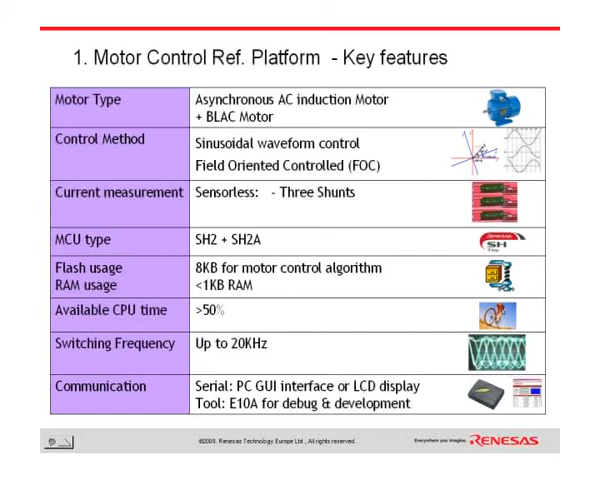 1. Motor Control Ref. Platform - Key features
Motor Type
Asynchronous AC induction Motor
+ BLAC Motor
Control Method
Sinusoidal waveform control
Field Oriented Controlled (FOC)
Current measurement
Sensorless: - Three Shunts
MCU type
SH2 + SH2A
RENESAS
SH
Flash usage
RAM usage
8KB for motor control algorithm
<1KB RAM
Available CPU time
>50%
Switching Frequency
Up to 20KHz
Communication
Serial: PC GUI interface or LCD display
Tool: E10A for debug & development
©2008. Renesas Technology Europe Ltd., All rights reserved.
Everywhere you imagine.
RENESAS